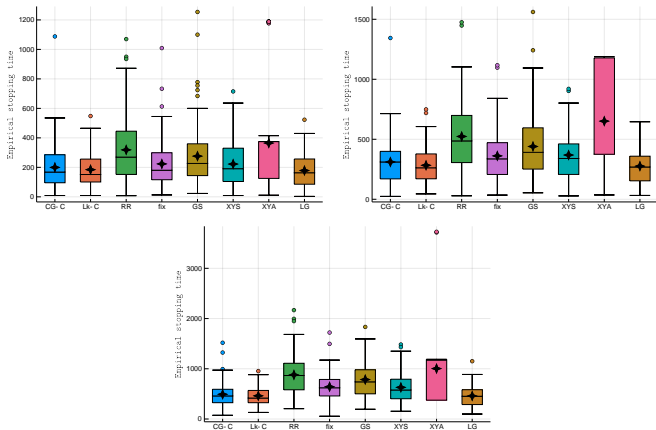 Empirical stopping time
1200
1000
800
600
400
200
0
CG- C Lk- C RR fix GS XYS XYA LG
Empirical stopping time
1500
1000
500
0
CG- C Lk- C RR fix GS XYS XYA LG
Empirical stopping time
3000
2000
1000
0
CG- C Lk- C RR fix GS XYS XYA LG